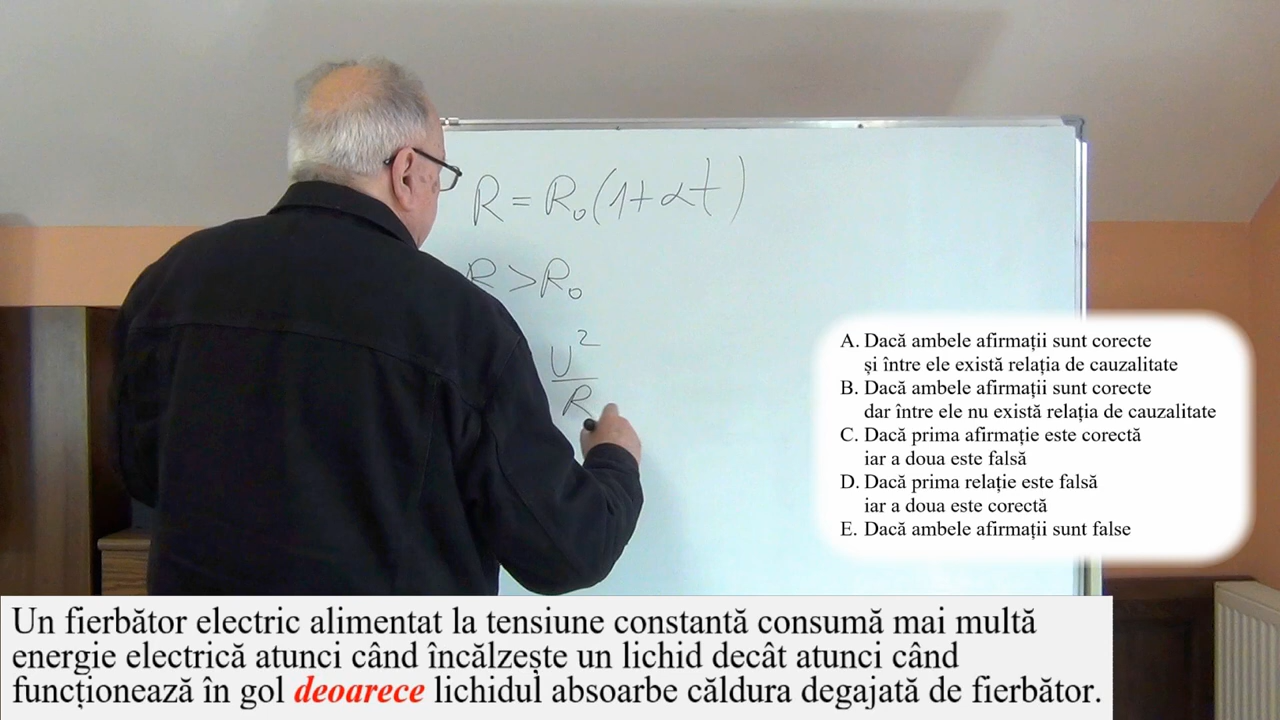 R = R₀(1+αt)
R > R₀
U²
R
A. Dacă ambele afirmații sunt corecte
și între ele există relația de cauzalitate
B. Dacă ambele afirmații sunt corecte
dar între ele nu există relația de cauzalitate
C. Dacă prima afirmație este corectă
iar a doua este falsă
D. Dacă prima relație este falsă
iar a doua este corectă
E. Dacă ambele afirmații sunt false
Un fierbător electric alimentat la tensiune constantă consumă mai multă
energie electrică atunci când încălzește un lichid decât atunci când
funcționează în gol deoarece lichidul absoarbe căldura degajată de fierbător.